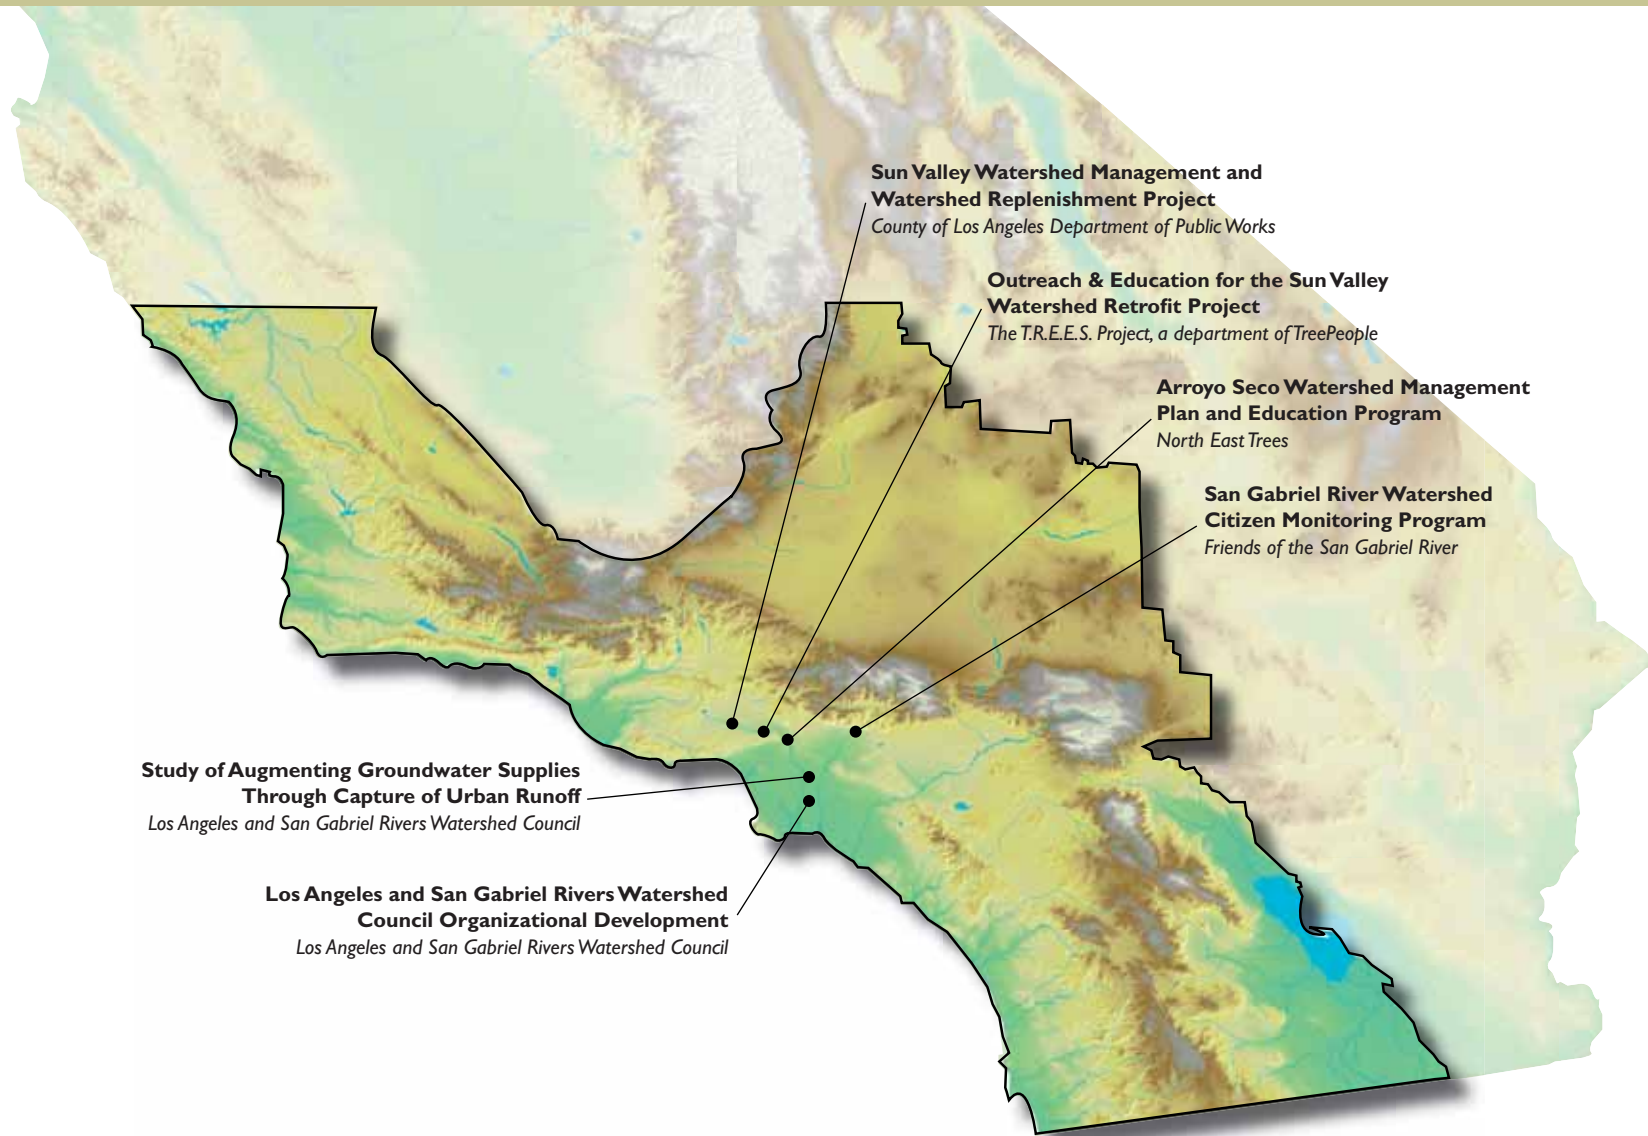 Sun Valley Watershed Management and
Watershed Replenishment Project
County of Los Angeles Department of Public Works
Outreach & Education for the Sun Valley
Watershed Retrofit Project
The T.R.E.E.S. Project, a department of TreePeople
Arroyo Seco Watershed Management
Plan and Education Program
North East Trees
San Gabriel River Watershed
Citizen Monitoring Program
Friends of the San Gabriel River
Study of Augmenting Groundwater Supplies
Through Capture of Urban Runoff
Los Angeles and San Gabriel Rivers Watershed Council
Los Angeles and San Gabriel Rivers Watershed
Council Organizational Development
Los Angeles and San Gabriel Rivers Watershed Council